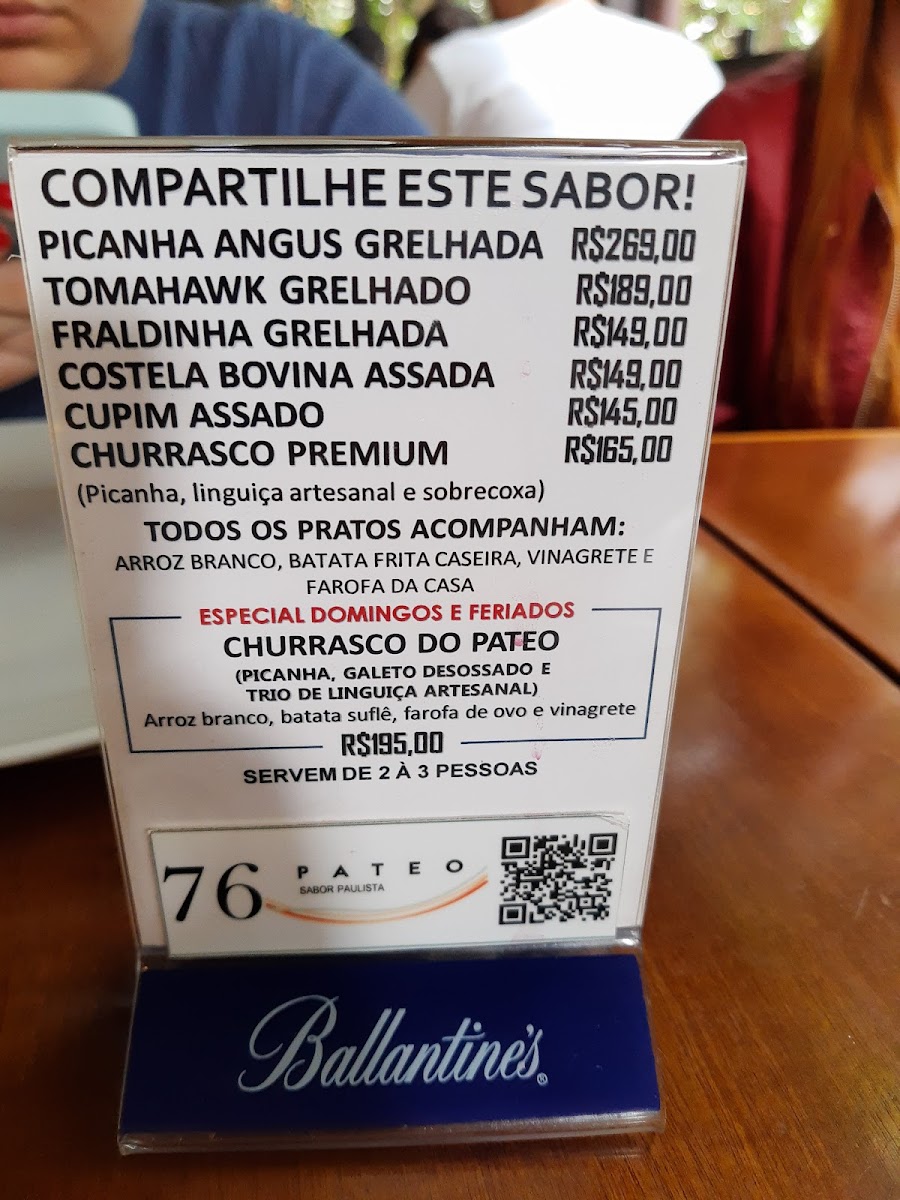 COMPARTILHE ESTE SABOR!
PICANHA ANGUS GRELHADA R$269,00
TOMAHAWK GRELHADO R$189,00
FRALDINHA GRELHADA R$149,00
COSTELA BOVINA ASSADA R$149,00
CUPIM ASSADO R$145,00
CHURRASCO PREMIUM R$165,00
(Picanha, linguiça artesanal e sobrecoxa)
TODOS OS PRATOS ACOMPANHAM:
ARROZ BRANCO, BATATA FRITA CASEIRA, VINAGRETE E
FAROFA DA CASA
ESPECIAL DOMINGOS E FERIADOS
CHURRASCO DO PATEO
(PICANHA, GALETO DESOSSADO E
TRIO DE LINGUIÇA ARTESANAL)
Arroz branco, batata suflê, farofa de ovo e vinagrete
R$195,00
SERVEM DE 2 À 3 PESSOAS
76 PATEO
SABOR PAULISTA
Ballantine's®